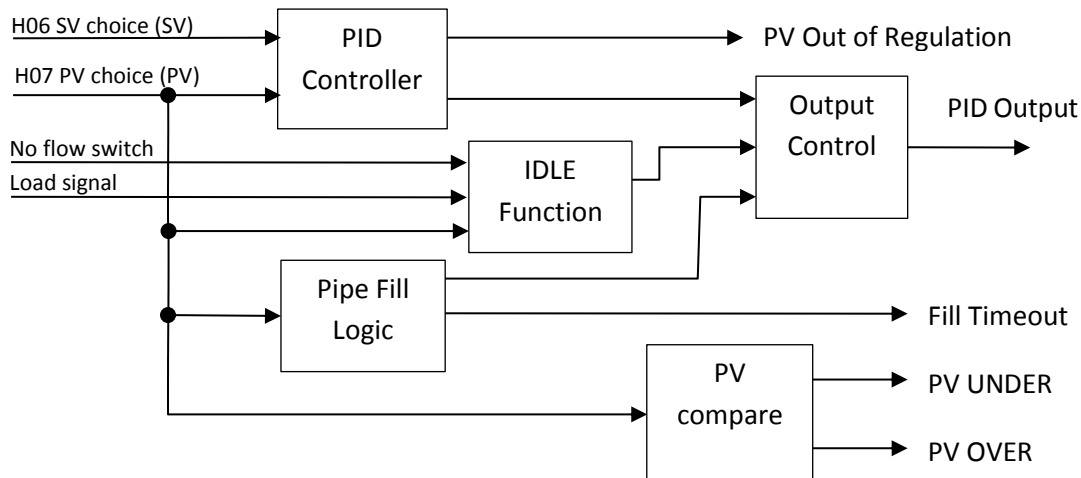 H06 SV choice (SV)
PID
Controller
PV Out of Regulation
H07 PV choice (PV)
Output
Control
PID Output
No flow switch
Load signal
IDLE
Function
Pipe Fill
Logic
Fill Timeout
PV
compare
PV UNDER
PV OVER